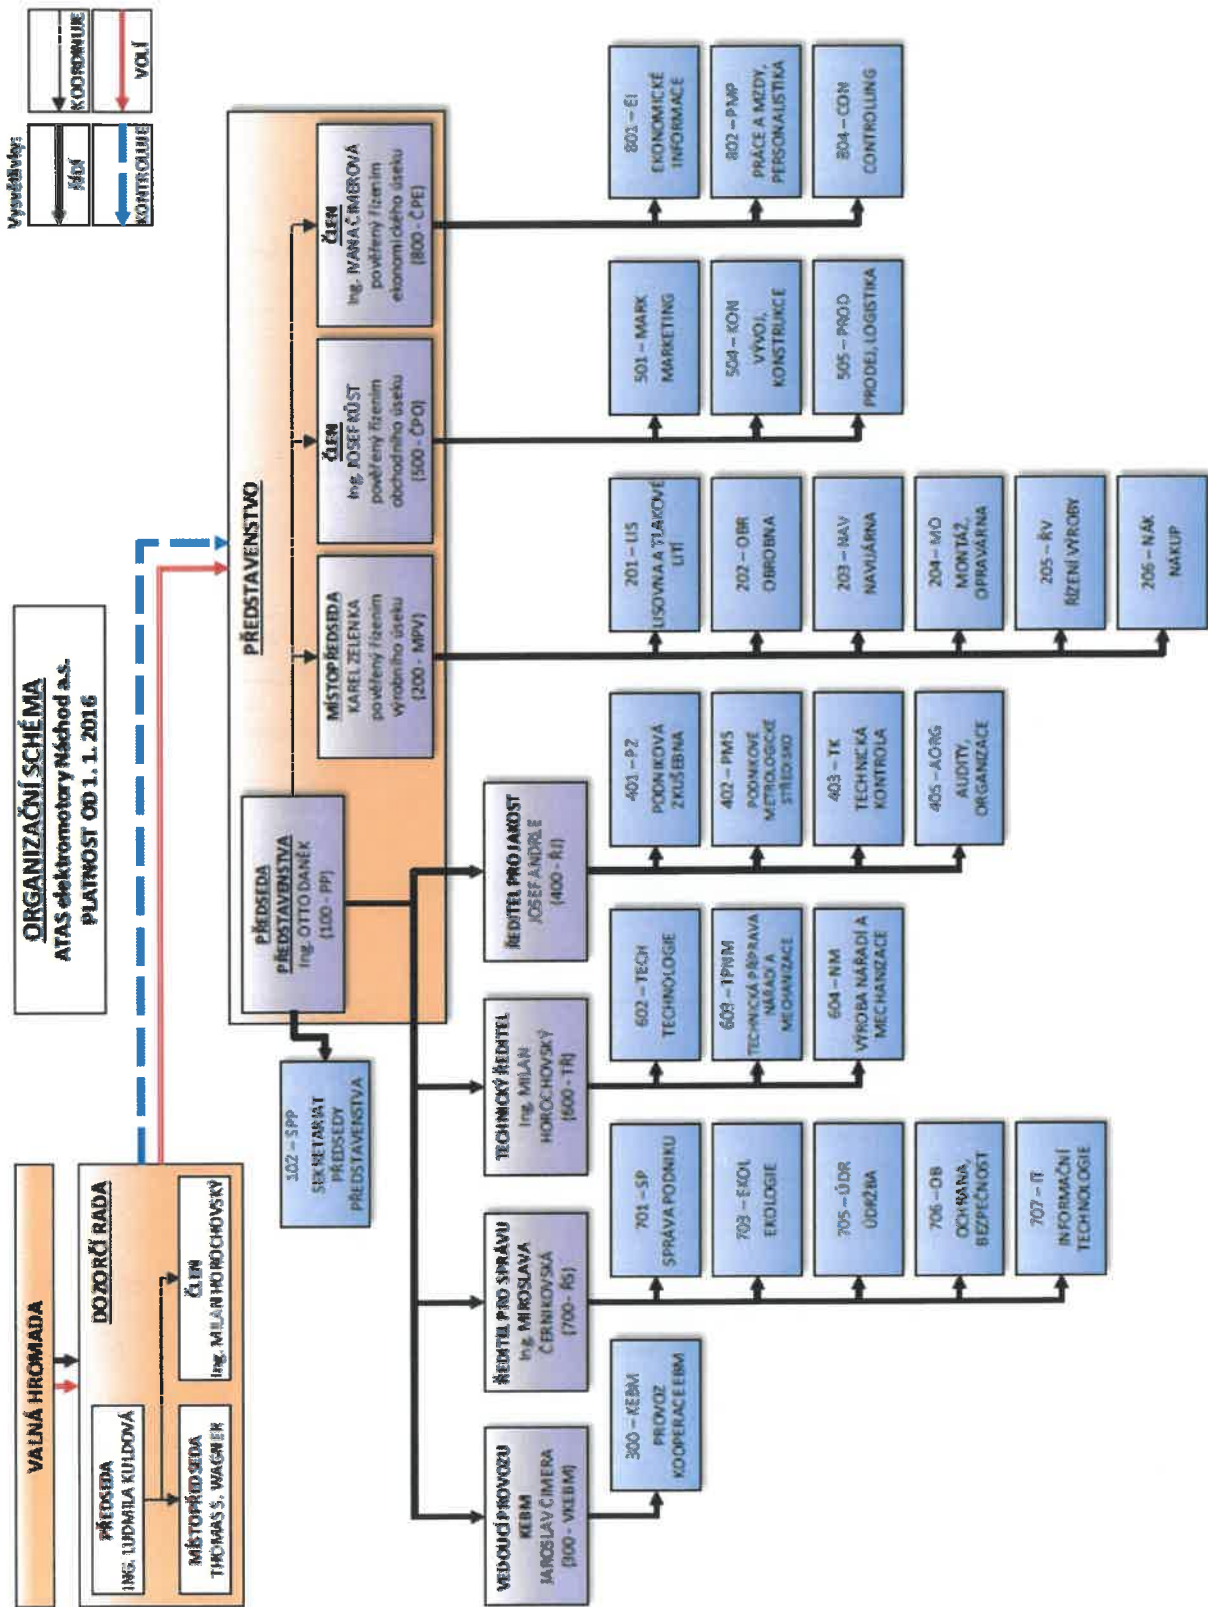 ORGANIZAČNÍ SCHÉMA
ATAS elektromotory Náchod a.s.
PLATNOST OD 1. 1. 2016
Vysvětlivky:
ŘÍDÍ
KOORDINUJE
KONTROLUJE
VOLÍ
VALNÁ HROMADA
DOZORČÍ RADA
PŘEDSEDA
ING. LUDMILA KULDOVÁ
MÍSTOPŘEDSEDA
THOMAS S. WAGNER
ČLEN
Ing. MILAN HOROCHOVSKÝ
PŘEDSTAVENSTVO
PŘEDSEDA
PŘEDSTAVENSTVA
Ing. OTTO DANĚK
(100 - PP)
MÍSTOPŘEDSEDA
KAREL ZELENKA
pověřený řízením
výrobního úseku
(200 - MPV)
ČLEN
Ing. JOSEF KŮST
pověřený řízením
obchodního úseku
(500 - ČPO)
ČLEN
Ing. IVANA ČIMEROVÁ
pověřený řízením
ekonomického úseku
(800 - ČPE)
102 – SPP
SEKRETARIÁT
PŘEDSEDY
PŘEDSTAVENSTVA
VEDOUCÍ PROVOZU
KEBM
JAROSLAV ČIMERA
(300 - VKEBM)
ŘEDITEL PRO SPRÁVU
Ing. MIROSLAVA
ČERNIKOVSKÁ
(700 - ŘS)
TECHNICKÝ ŘEDITEL
Ing. MILAN
HOROCHOVSKÝ
(600 - TŘ)
ŘEDITEL PRO JAKOST
JOSEF ANDRLE
(400 - ŘJ)
300 – KEBM
PROVOZ
KOOPERACE EBM
701 – SP
SPRÁVA PODNIKU
703 – EKOL
EKOLOGIE
705 – ÚDR
ÚDRŽBA
706 – OB
OCHRANA,
BEZPEČNOST
707 – IT
INFORMAČNÍ
TECHNOLOGIE
602 – TECH
TECHNOLOGIE
603 – TPNM
TECHNICKÁ PŘÍPRAVA
NÁŘADÍ A
MECHANIZACE
604 – NM
VÝROBA NÁŘADÍ A
MECHANIZACE
401 – PZ
PODNIKOVÁ
ZKUŠEBNA
402 – PMS
PODNIKOVÉ
METROLOGICKÉ
STŘEDISKO
403 – TK
TECHNICKÁ
KONTROLA
405 – AORG
AUDITY,
ORGANIZACE
201 – LIS
LISOVNA A TLAKOVÉ
LITÍ
202 – OBR
OBROBNA
203 – NAV
NAVIJÁRNA
204 – MO
MONTÁŽ,
OPRAVÁRNA
205 – ŘV
ŘÍZENÍ VÝROBY
206 – NÁK
NÁKUP
501 – MARK
MARKETING
504 – KON
VÝVOJ,
KONSTRUKCE
505 – PROD
PRODEJ, LOGISTIKA
801 – EI
EKONOMICKÉ
INFORMACE
802 – PMP
PRÁCE A MZDY,
PERSONALISTIKA
804 – CON
CONTROLLING